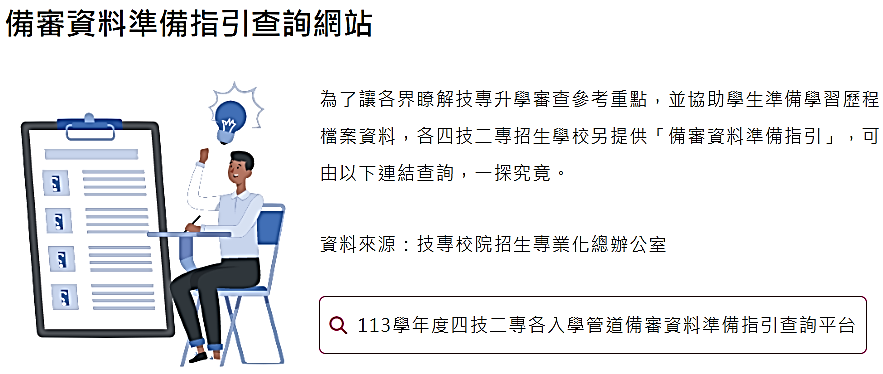 備審資料準備指引查詢網站
為了讓各界瞭解技專升學審查參考重點，並協助學生準備學習歷程
檔案資料，各四技二專招生學校另提供「備審資料準備指引」，可
由以下連結查詢，一探究竟。
資料來源：技專校院招生專業化總辦公室
113學年度四技二專各入學管道備審資料準備指引查詢平台